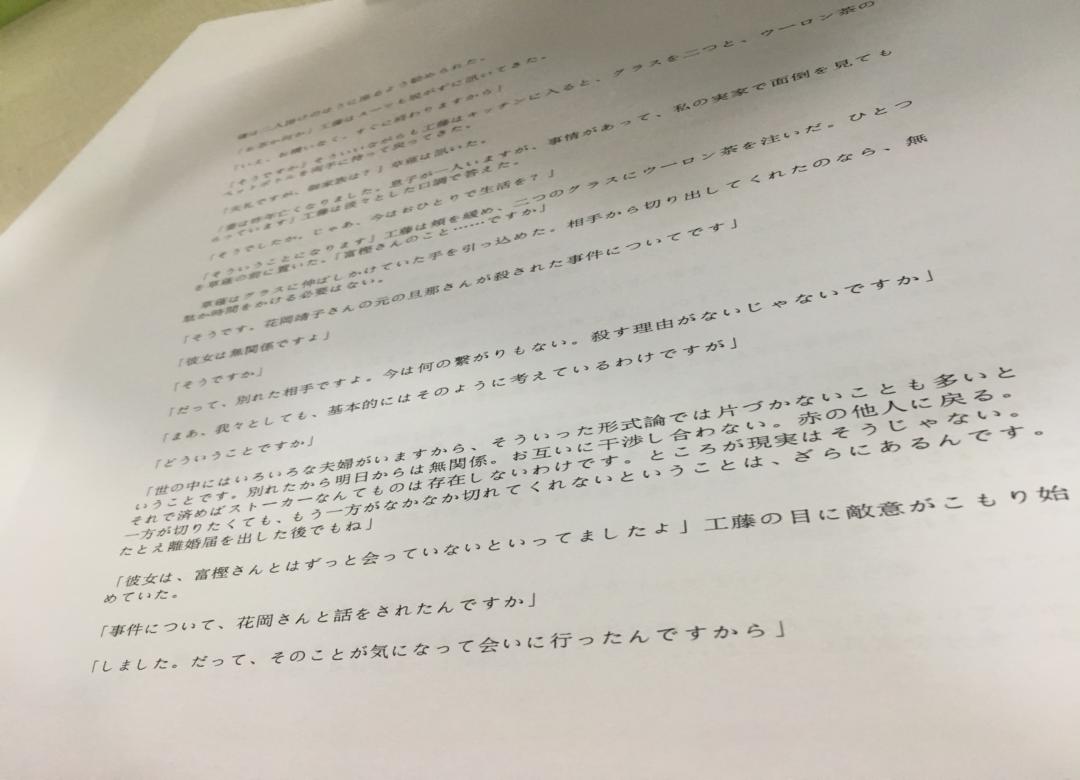 「いえ、お構いなく。すぐに終わりますから」
「そうですか」そういいながらも工藤はキッチンに入ると、グラスを二つと、ウーロン茶の
ペットボトルを両手に持って戻ってきた。
「失礼ですが、御家族は？」草薙は訊いた。
「妻は昨年亡くなりました。息子が一人いますが、事情があって、私の実家で面倒を見ても
らっています」工藤は淡々とした口調で答えた。
「そうでしたか。じゃあ、今はおひとりで生活を？」
「そういうことになります」工藤は頬を緩め、二つのグラスにウーロン茶を注いだ。ひとつ
を草薙の前に置いた。「富樫さんのこと……ですか」
草薙はグラスに伸ばしかけていた手を引っ込めた。相手から切り出してくれたのなら、無
駄か時間をかける必要はない。
「そうです。花岡靖子さんの元の旦那さんが殺された事件についてです」
「彼女は無関係ですよ」
「そうですか」
「だって、別れた相手ですよ。今は何の繋がりもない。殺す理由がないじゃないですか」
「まあ、我々としても、基本的にはそのように考えているわけですが」
「どういうことですか」
「世の中にはいろいろな夫婦がいますから、そういった形式論では片づかないことも多いと
いうことです。別れたから明日からは無関係。お互いに干渉し合わない。赤の他人に戻る。
それで済めばストーカーなんてものは存在しないわけです。ところが現実はそうじゃない。
一方が切りたくても、もう一方がなかなか切れてくれないということは、ざらにあるんです。
たとえ離婚届を出した後でもね」
「彼女は、富樫さんとはずっと会っていないといってましたよ」工藤の目に敵意がこもり始
めていた。
「事件について、花岡さんと話をされたんですか」
「しました。だって、そのことが気になって会いに行ったんですから」